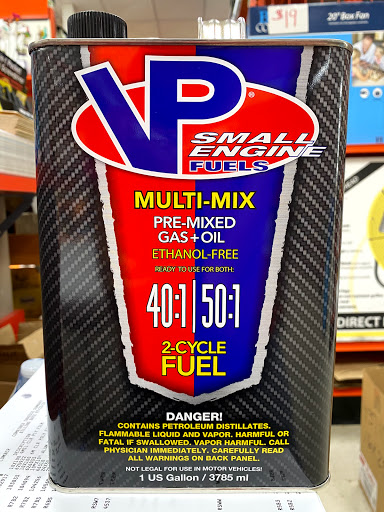 $19
20" Box Fan
VP®
SMALL
ENGINE
FUELS
MULTI-MIX
PRE-MIXED
GAS+OIL
ETHANOL-FREE
READY TO USE FOR BOTH:
40:1|50:1
2-CYCLE
FUEL
DIRECT
DANGER!
CONTAINS PETROLEUM DISTILLATES.
FLAMMABLE LIQUID AND VAPOR. HARMFUL OR
FATAL IF SWALLOWED. VAPOR HARMFUL. CALL
PHYSICIAN IMMEDIATELY. CAREFULLY READ
ALL WARNINGS ON BACK PANEL.
NOT LEGAL FOR USE IN MOTOR VEHICLES!
1 US Gallon / 3785 ml